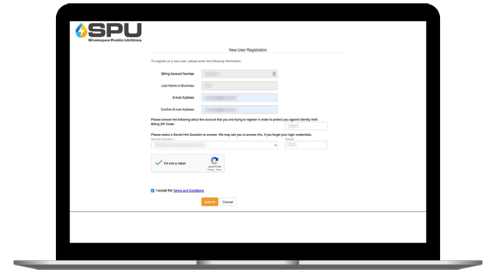 SPU
Shakopee Public Utilities
New User Registration
To register as a new user, please enter the following information.
Billing Account Number
Last Name or Business
E-mail Address
Confirm E-mail Address
Please answer the following about the account that you are trying to register in order to protect you against identity theft
Billing ZIP Code:
Please select a Secret Hint Question to answer. We may ask you to answer this, if you forget your login credentials.
I'm not a robot
I accept the Terms and Conditions
Submit Cancel